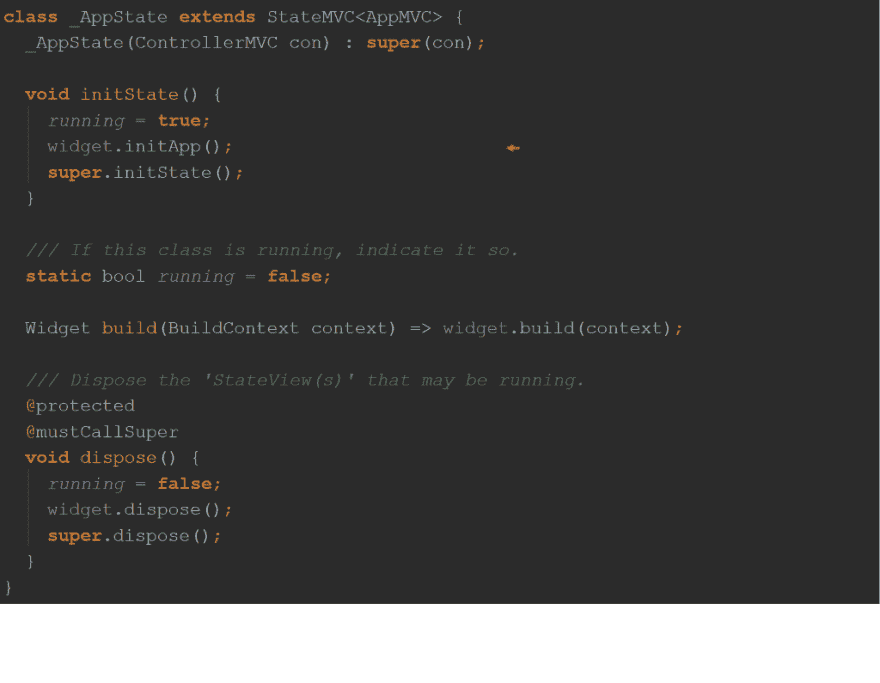 class _AppState extends StateMVC<AppMVC> {
_AppState(ControllerMVC con) : super(con);
void initState() {
running = true;
widget.initApp();
super.initState();
}
/// If this class is running, indicate it so.
static bool running = false;
Widget build(BuildContext context) => widget.build(context);
/// Dispose the 'StateView(s)' that may be running.
@protected
@mustCallSuper
void dispose() {
running = false;
widget.dispose();
super.dispose();
}
}